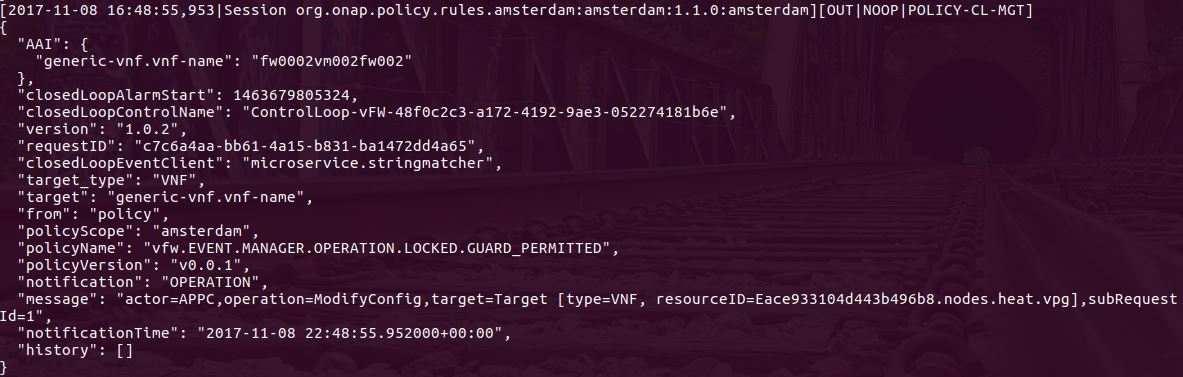 [2017-11-08 16:48:55,953|Session org.onap.policy.rules.amsterdam:amsterdam:1.1.0:amsterdam][OUT|NOOP|POLICY-CL-MGT]
{
  "AAI": {
    "generic-vnf.vnf-name": "fw0002vm002fw002"
  },
  "closedLoopAlarmStart": 1463679805324,
  "closedLoopControlName": "ControlLoop-vFW-48f0c2c3-a172-4192-9ae3-052274181b6e",
  "version": "1.0.2",
  "requestID": "c7c6a4aa-bb61-4a15-b831-ba1472dd4a65",
  "closedLoopEventClient": "microservice.stringmatcher",
  "target_type": "VNF",
  "target": "generic-vnf.vnf-name",
  "from": "policy",
  "policyScope": "amsterdam",
  "policyName": "vfw.EVENT.MANAGER.OPERATION.LOCKED.GUARD_PERMITTED",
  "policyVersion": "v0.0.1",
  "notification": "OPERATION",
  "message": "actor=APPC,operation=ModifyConfig,target=Target [type=VNF, resourceID=Eace933104d443b496b8.nodes.heat.vpg],subRequest
Id=1",
  "notificationTime": "2017-11-08 22:48:55.952000+00:00",
  "history": []
}